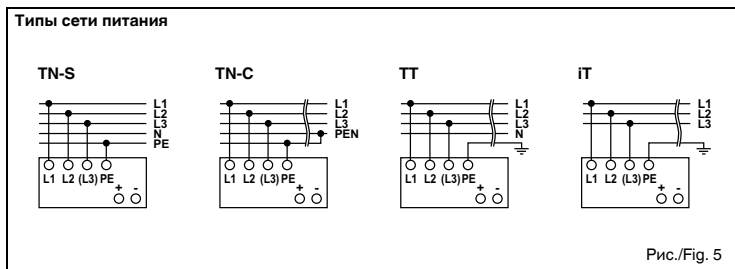 Типы сети питания
TN-S
TN-C
TT
iT
L1
L2
L3
N
PE
L1 L2 (L3) PE
+ -
L1
L2
L3
PEN
L1 L2 (L3) PE
+ -
L1
L2
L3
N
L1 L2 (L3) PE
+ -
L1
L2
L3
L1 L2 (L3) PE
+ -
Рис./Fig. 5